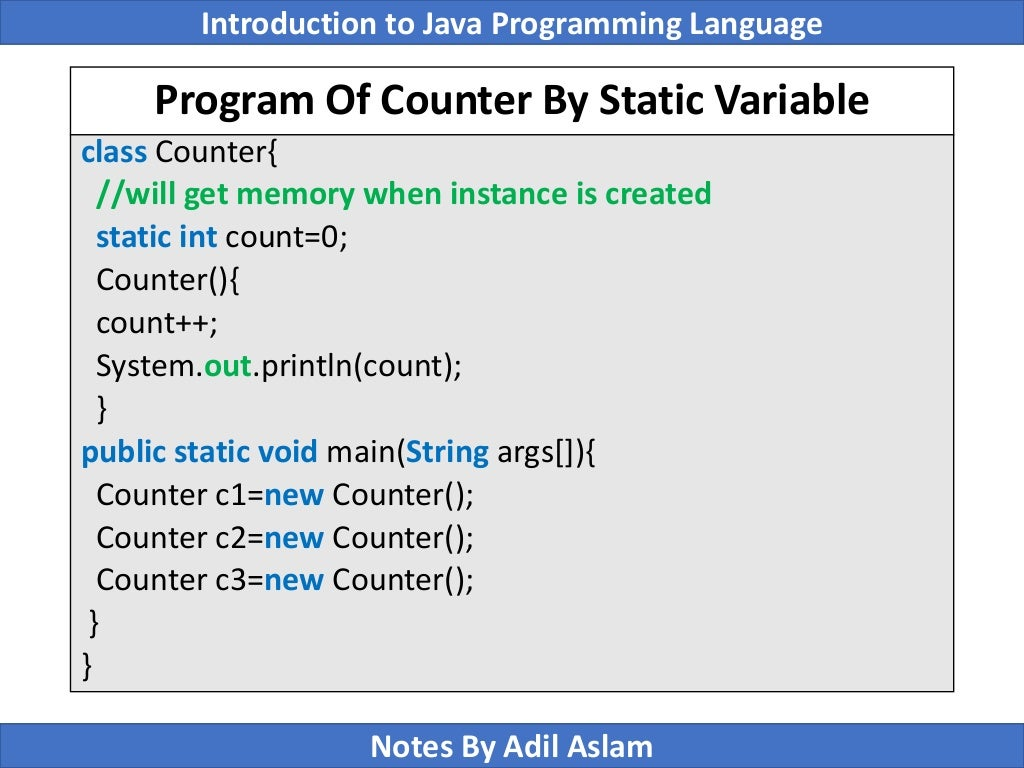 Introduction to Java Programming Language
Program Of Counter By Static Variable
class Counter{
//will get memory when instance is created
static int count=0;
Counter(){
count++;
System.out.println(count);
}
public static void main(String args[]){
Counter c1=new Counter();
Counter c2=new Counter();
Counter c3=new Counter();
}
}
Notes By Adil Aslam